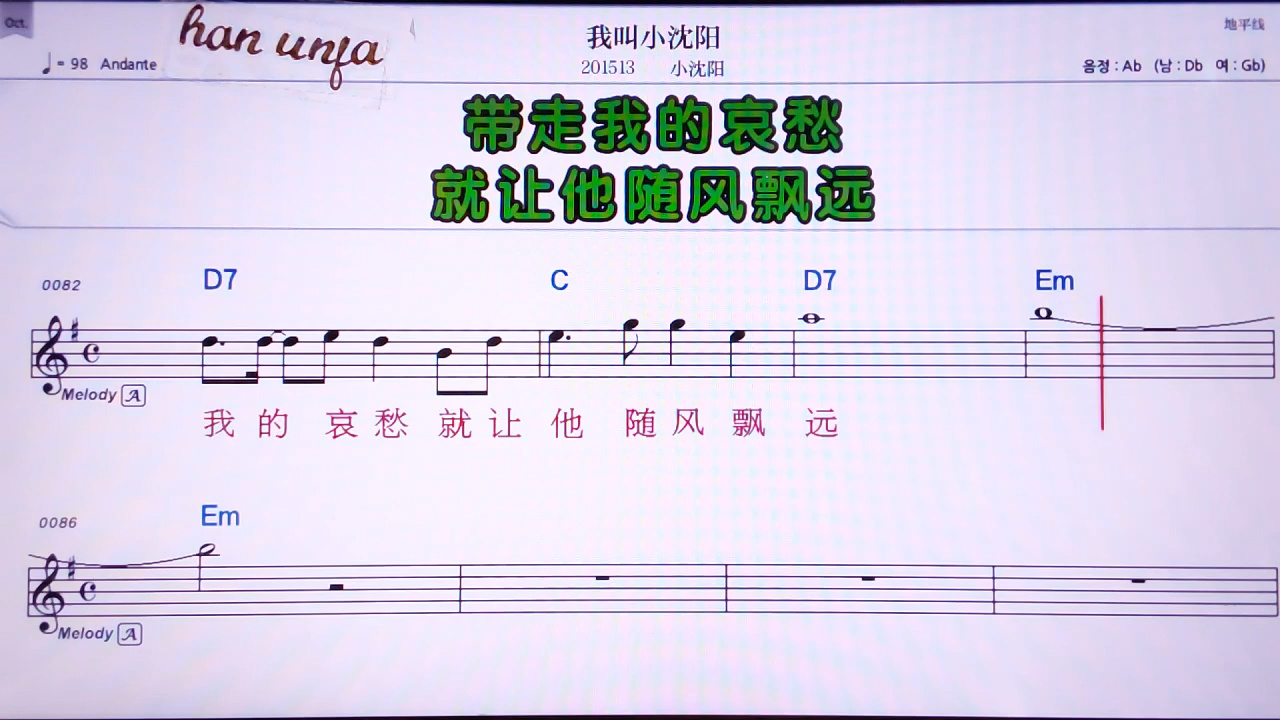 Oct.
han unfa
我叫小沈阳
地平线
♩= 98 Andante
201513 小沈阳
음정 : Ab (남 : Db 여 : Gb)
带走我的哀愁
就让他随风飘远
0082 D7 C D7 Em
Melody A
我 的 哀 愁 就 让 他 随 风 飘 远
0086 Em
Melody A